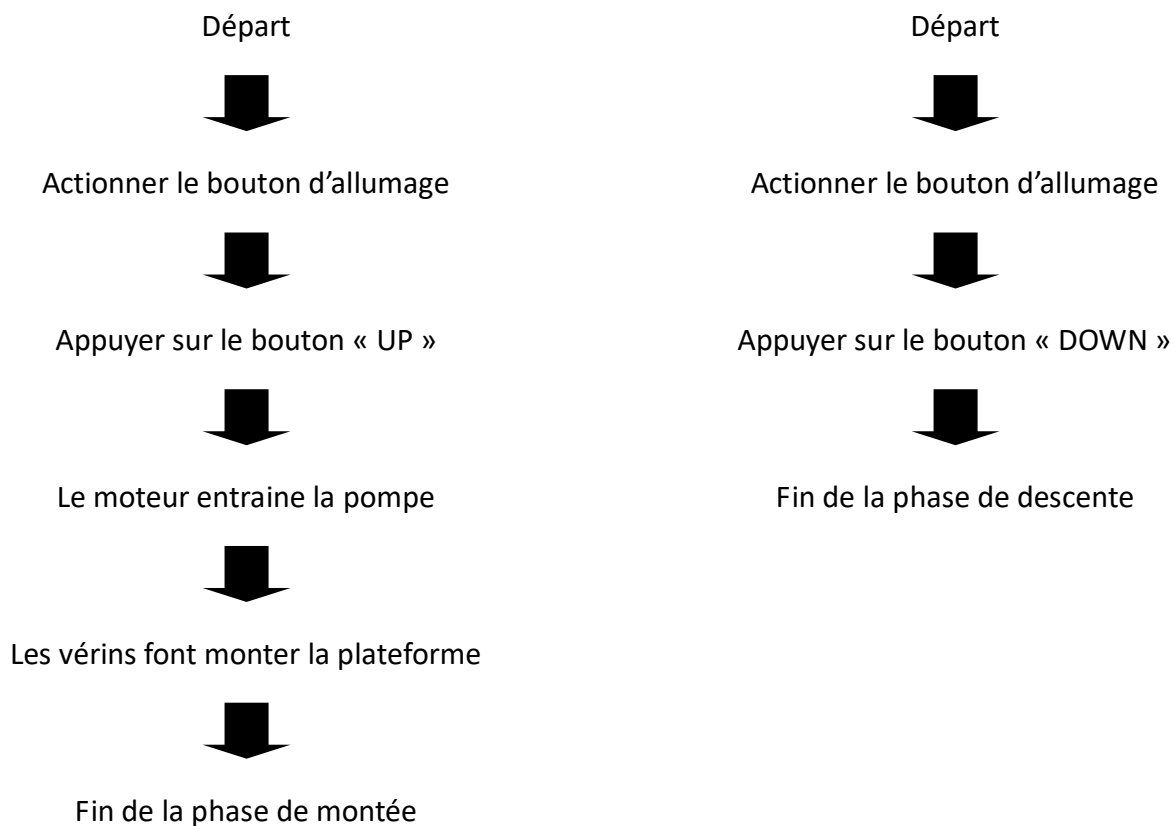 Départ
Actionner le bouton d’allumage
Appuyer sur le bouton « UP »
Le moteur entraine la pompe
Les vérins font monter la plateforme
Fin de la phase de montée
Départ
Actionner le bouton d’allumage
Appuyer sur le bouton « DOWN »
Fin de la phase de descente